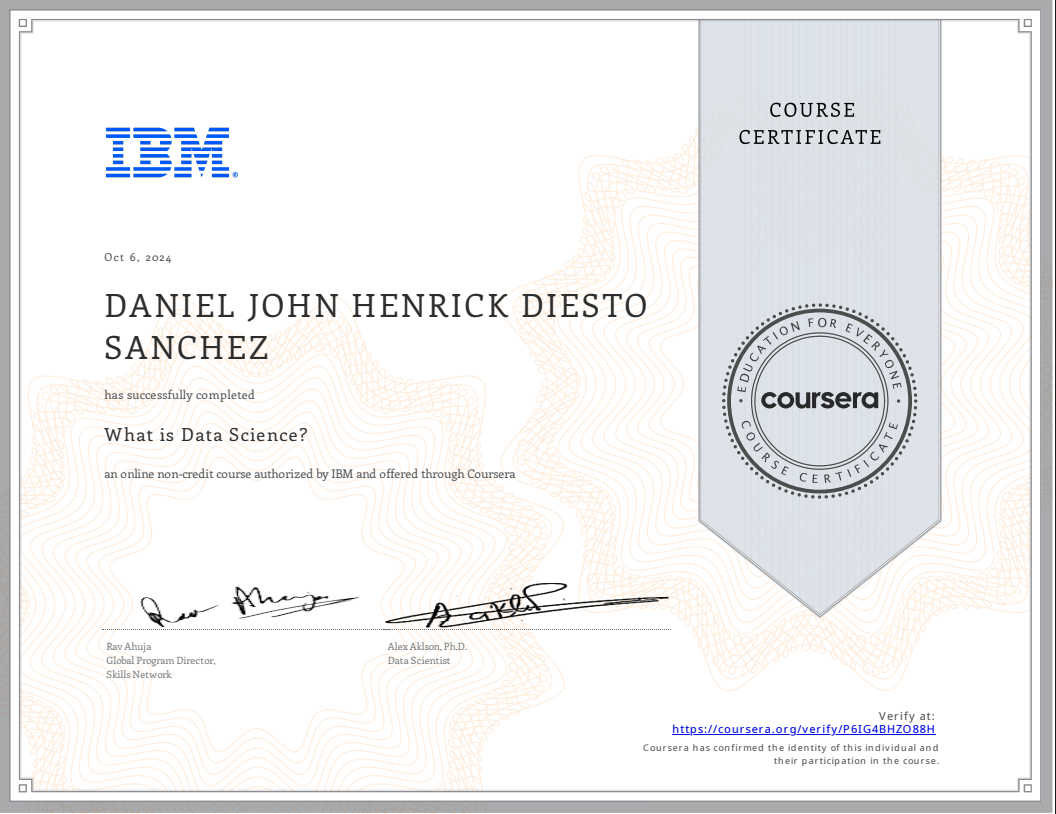 COURSE
CERTIFICATE
IBM®
Oct 6, 2024
DANIEL JOHN HENRICK DIESTO
SANCHEZ
has successfully completed
What is Data Science?
an online non-credit course authorized by IBM and offered through Coursera
EDUCATION FOR EVERYONE
coursera
COURSE CERTIFICATE
Rav Ahuja
Global Program Director,
Skills Network
Alex Aklson, Ph.D.
Data Scientist
Verify at:
https://coursera.org/verify/P6IG4BHZO88H
Coursera has confirmed the identity of this individual and
their participation in the course.